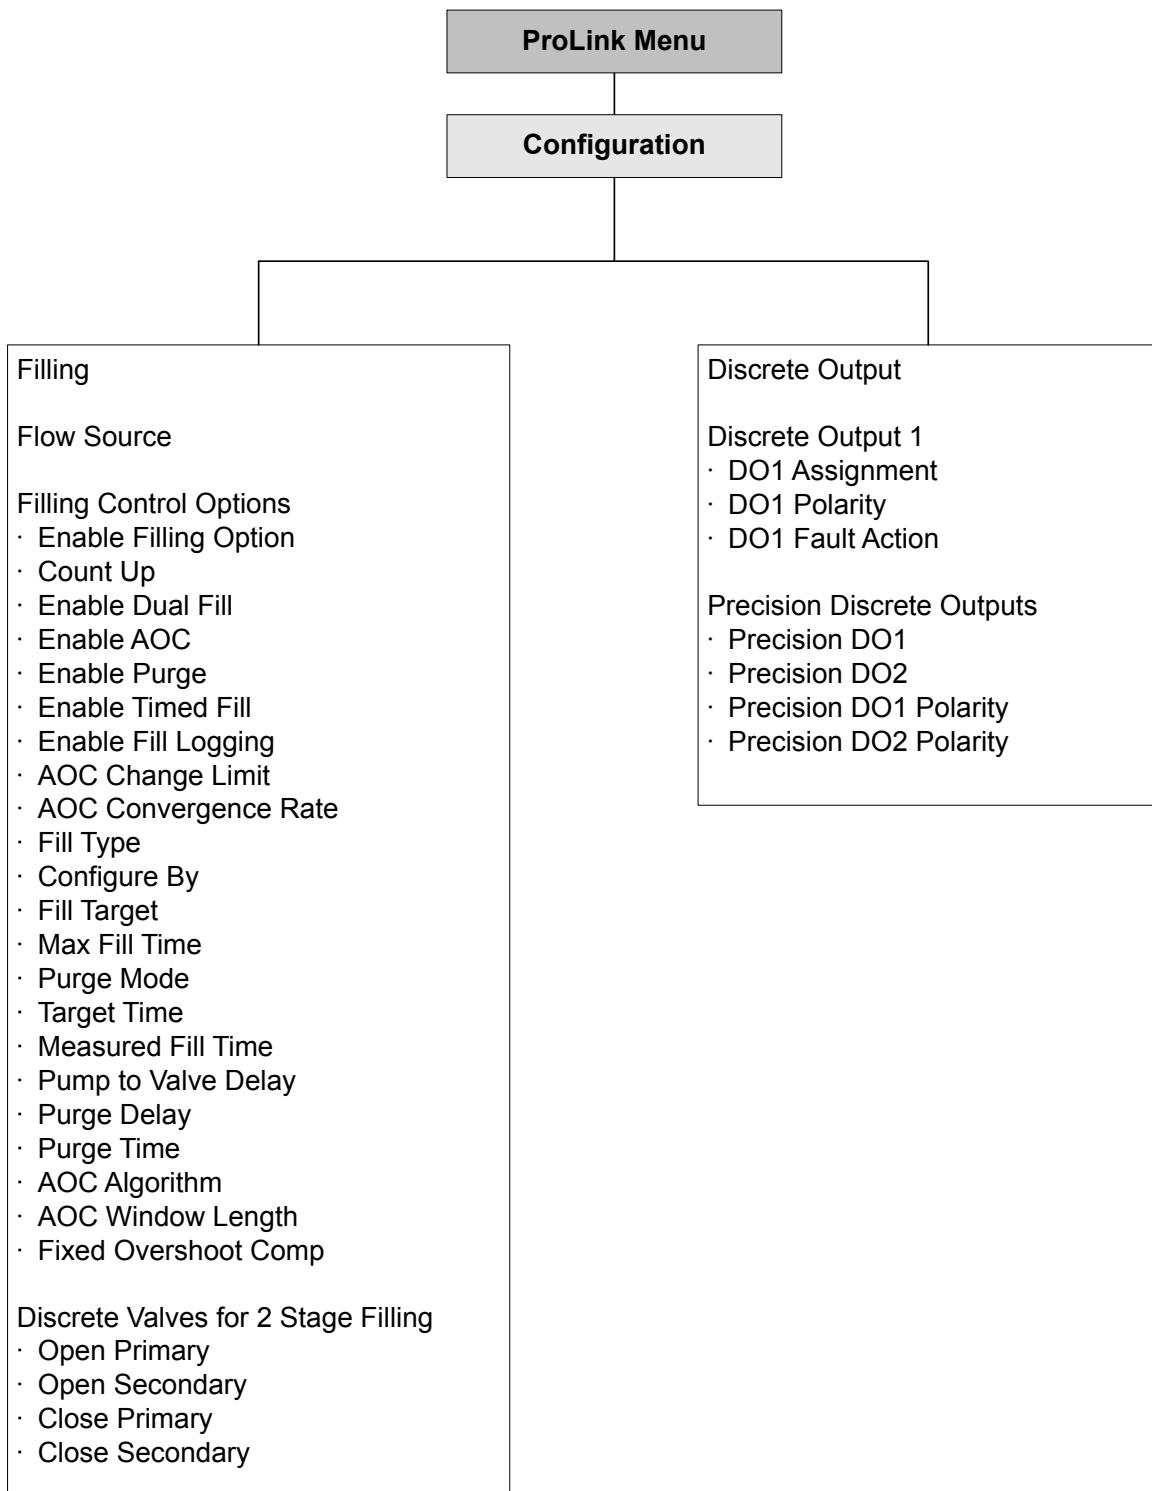 ProLink Menu
Configuration
Filling
Flow Source
Filling Control Options
· Enable Filling Option
· Count Up
· Enable Dual Fill
· Enable AOC
· Enable Purge
· Enable Timed Fill
· Enable Fill Logging
· AOC Change Limit
· AOC Convergence Rate
· Fill Type
· Configure By
· Fill Target
· Max Fill Time
· Purge Mode
· Target Time
· Measured Fill Time
· Pump to Valve Delay
· Purge Delay
· Purge Time
· AOC Algorithm
· AOC Window Length
· Fixed Overshoot Comp
Discrete Valves for 2 Stage Filling
· Open Primary
· Open Secondary
· Close Primary
· Close Secondary
Discrete Output
Discrete Output 1
· DO1 Assignment
· DO1 Polarity
· DO1 Fault Action
Precision Discrete Outputs
· Precision DO1
· Precision DO2
· Precision DO1 Polarity
· Precision DO2 Polarity